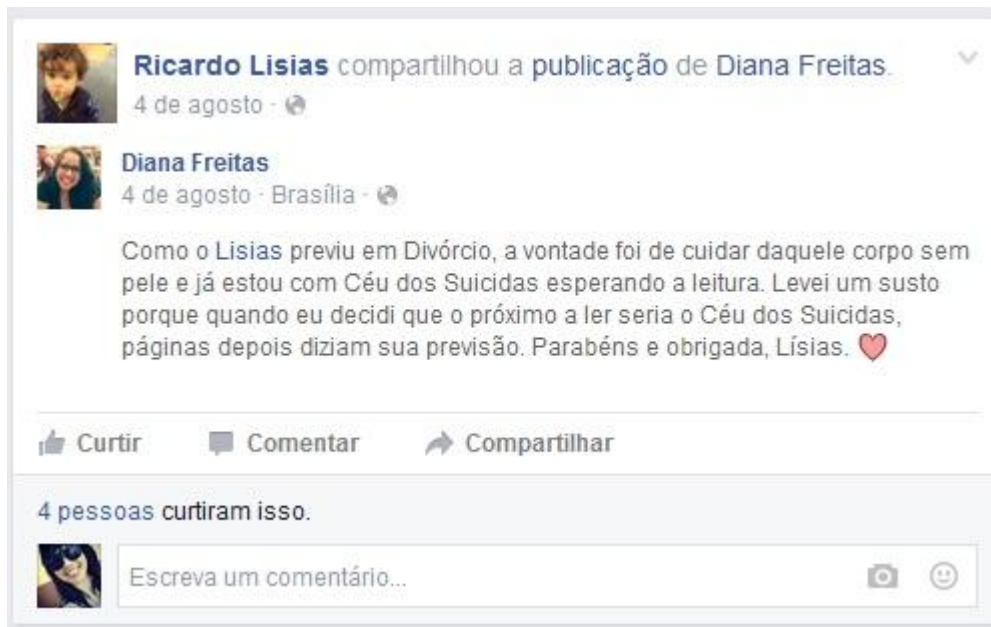 Ricardo Lisias compartilhou a publicação de Diana Freitas.
4 de agosto ·
Diana Freitas
4 de agosto · Brasília ·
Como o Lisias previu em Divórcio, a vontade foi de cuidar daquele corpo sem
pele e já estou com Céu dos Suicidas esperando a leitura. Levei um susto
porque quando eu decidi que o próximo a ler seria o Céu dos Suicidas,
páginas depois diziam sua previsão. Parabéns e obrigada, Lísias.
Curtir Comentar Compartilhar
4 pessoas curtiram isso.
Escreva um comentário...